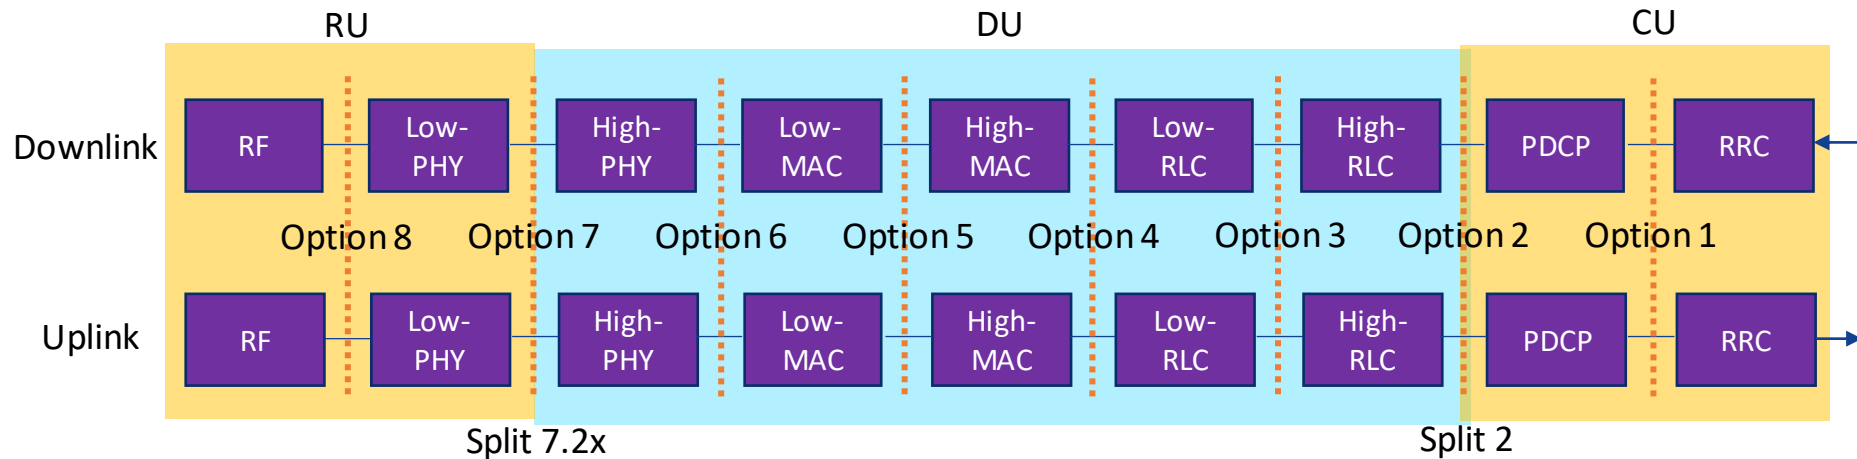 RU
DU
CU
Downlink
RF
Low-
PHY
High-
PHY
Low-
MAC
High-
MAC
Low-
RLC
High-
RLC
PDCP
RRC
Option 8
Option 7
Option 6
Option 5
Option 4
Option 3
Option 2
Option 1
Uplink
RF
Low-
PHY
High-
PHY
Low-
MAC
High-
MAC
Low-
RLC
High-
RLC
PDCP
RRC
Split 7.2x
Split 2